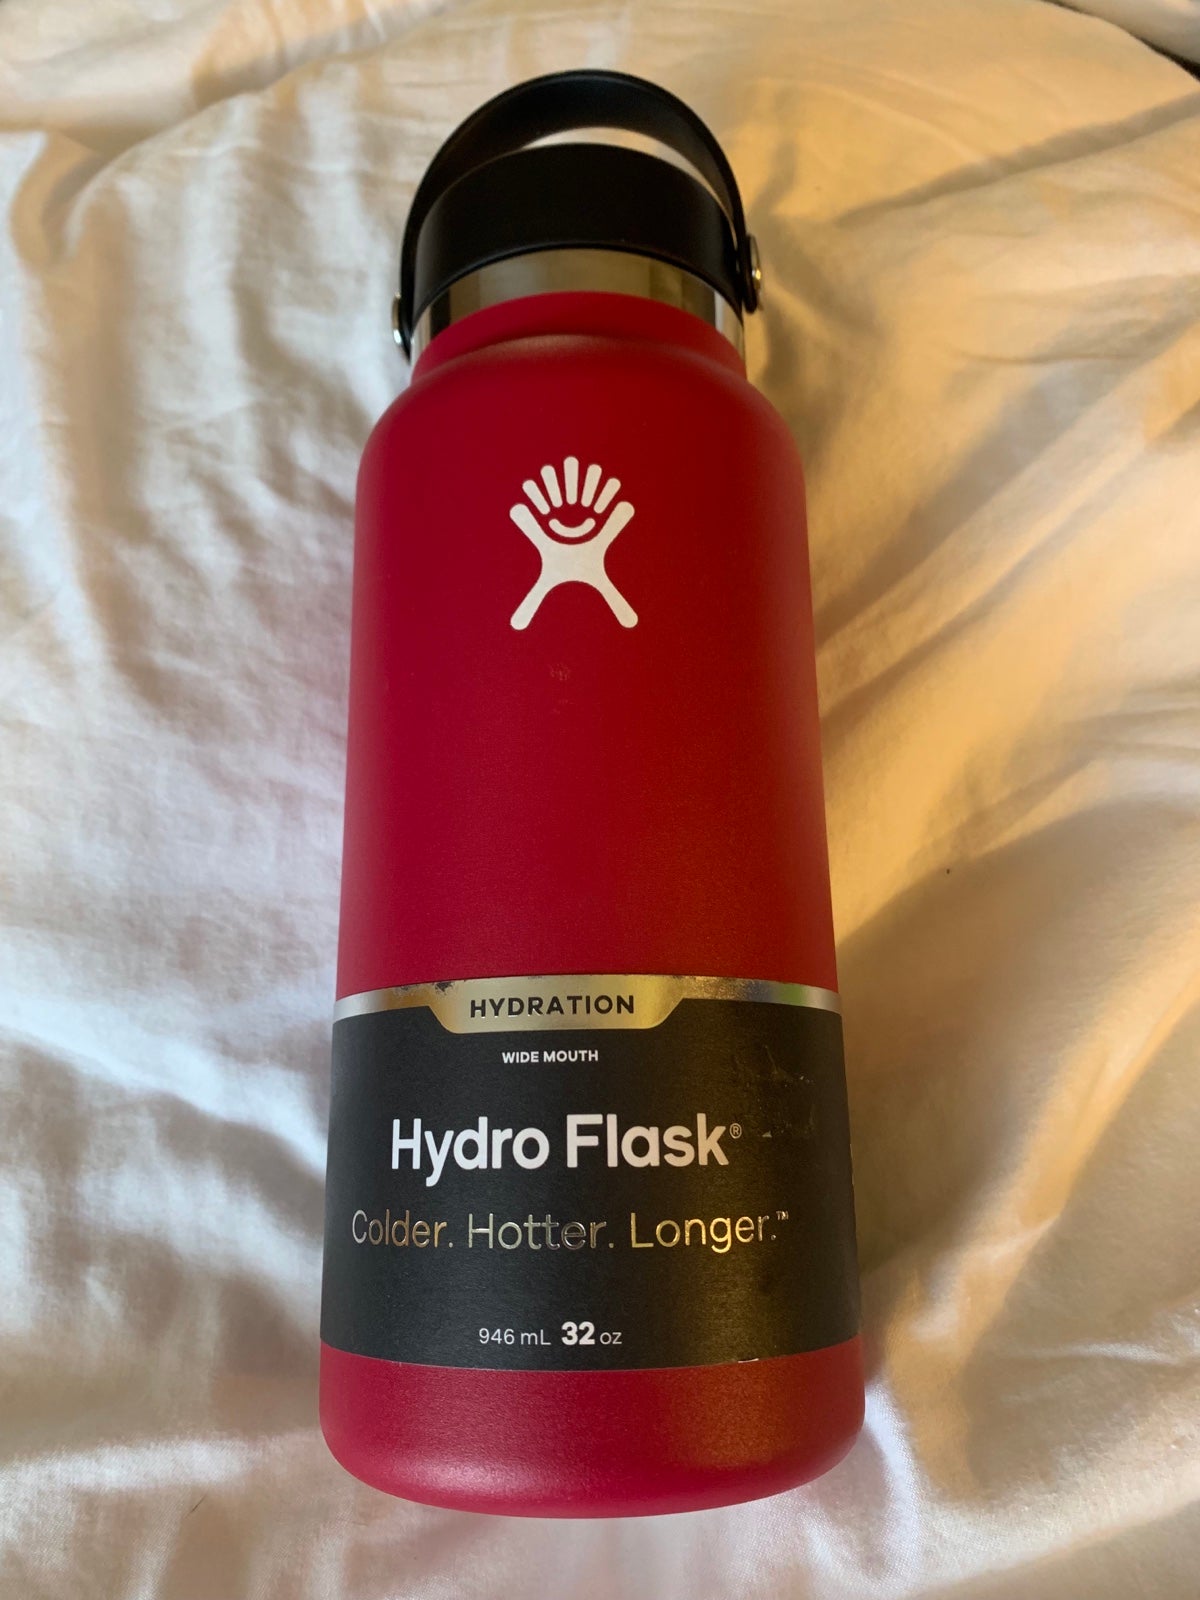 HYDRATION
WIDE MOUTH
Hydro Flask®
Colder. Hotter. Longer.™
946 mL 32 oz